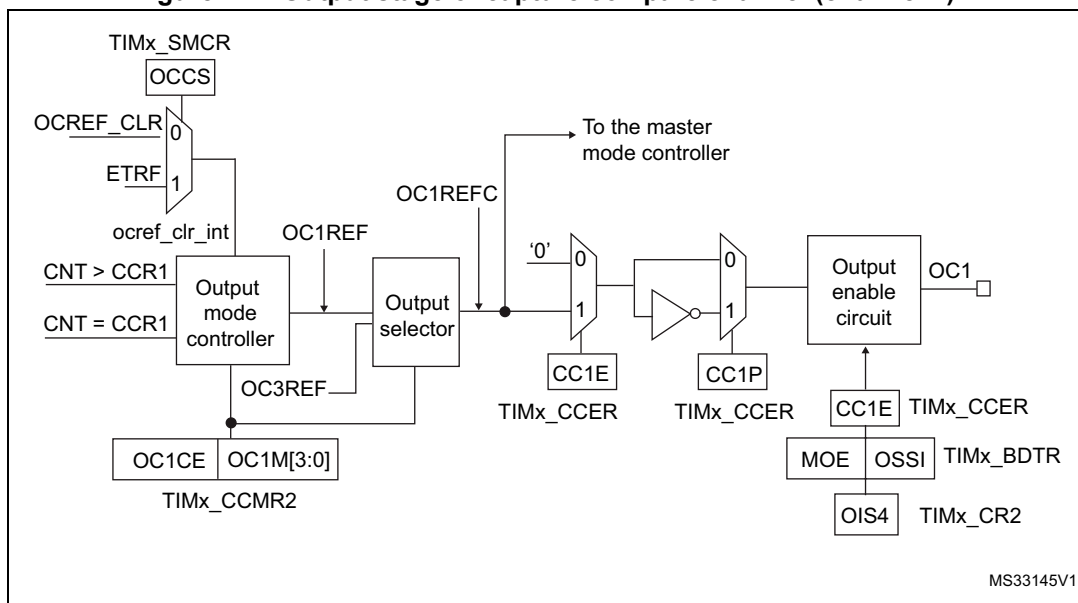 TIMx_SMCR
OCCS
OCREF_CLR
0
ETRF
1
ocref_clr_int
To the master
mode controller
OC1REFC
OC1REF
CNT > CCR1
CNT = CCR1
Output
mode
controller
Output
selector
OC3REF
‘0’
0
1
0
1
Output
enable
circuit
OC1
CC1E
TIMx_CCER
CC1P
TIMx_CCER
CC1E
TIMx_CCER
MOE
OSSI
TIMx_BDTR
OIS4
TIMx_CR2
OC1CE
OC1M[3:0]
TIMx_CCMR2
MS33145V1